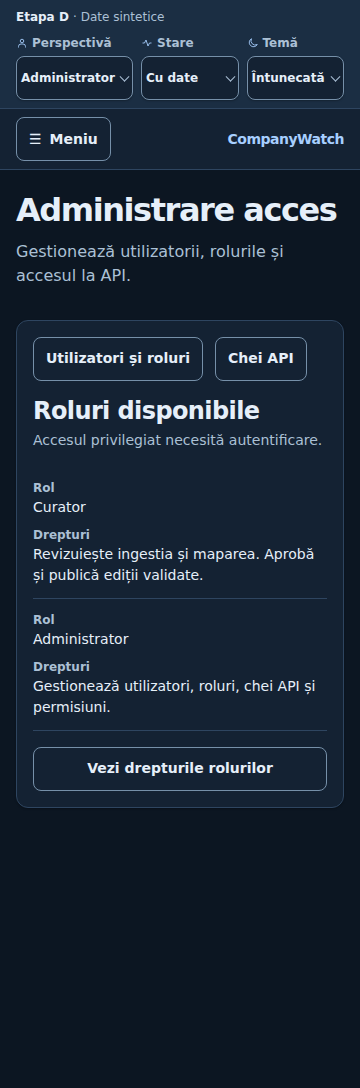 Etapa D · Date sintetice
Perspectivă Stare Temă
Administrator Cu date Întunecată
☰ Meniu CompanyWatch
Administrare acces
Gestionează utilizatorii, rolurile și
accesul la API.
Utilizatori și roluri Chei API
Roluri disponibile
Accesul privilegiat necesită autentificare.
Rol
Curator
Drepturi
Revizuiește ingestia și maparea. Aprobă
și publică ediții validate.
Rol
Administrator
Drepturi
Gestionează utilizatori, roluri, chei API și
permisiuni.
Vezi drepturile rolurilor